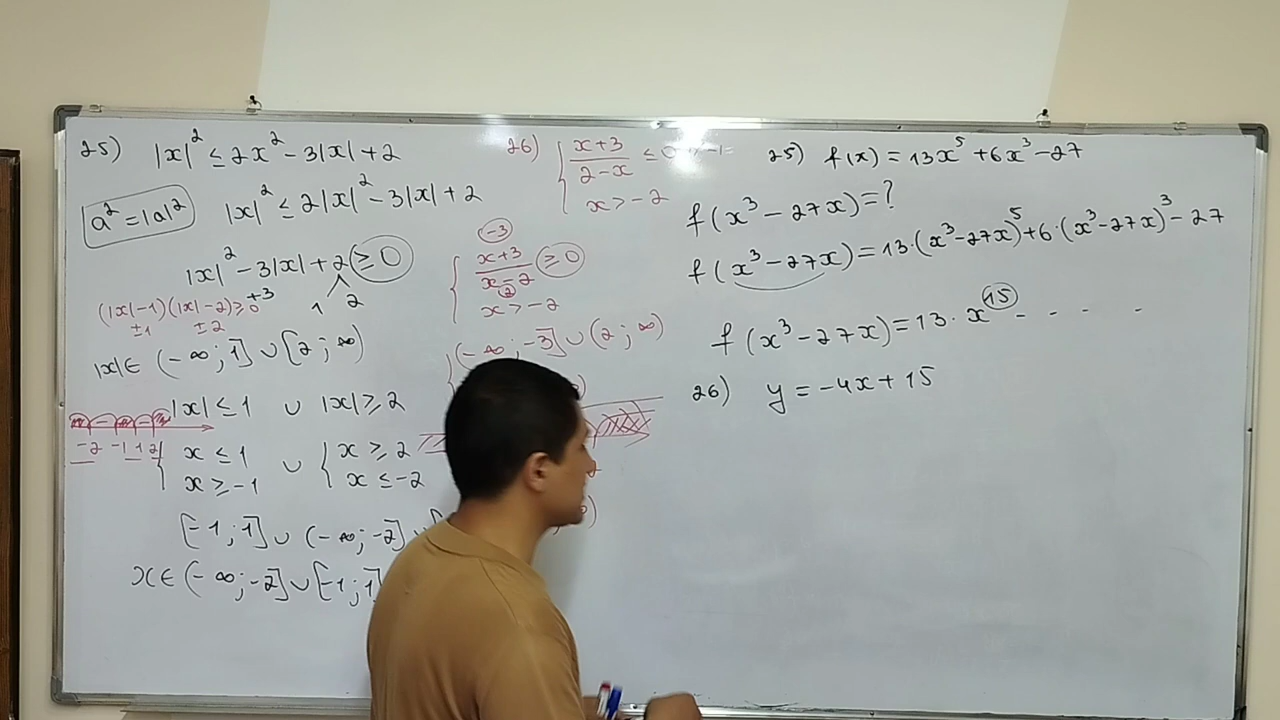 25) |x|² ≤ 2x² - 3|x| + 2
a² = |a|²
|x|² ≤ 2|x|² - 3|x| + 2
|x|² - 3|x| + 2 ≥ 0
1 2
(|x|-1)(|x|-2) ≥ 0 +3
±1 ±2
|x| ∈ (-∞; 1] ∪ [2; ∞)
|x| ≤ 1 ∪ |x| ≥ 2
-2 -1 1 2
{ x ≤ 1 ∪ { x ≥ 2
x ≥ -1 x ≤ -2
[-1; 1] ∪ (-∞; -2] ∪
x ∈ (-∞; -2] ∪ [-1; 1]
26) { (x+3)/(2-x) ≤ 0
x > -2
-3
{ (x+3)/(x-2) ≥ 0
2
x > -2
(-∞; -3] ∪ (2; ∞)
25) f(x) = 13x⁵ + 6x³ - 27
f(x³ - 27x) = ?
f(x³ - 27x) = 13·(x³ - 27x)⁵ + 6·(x³ - 27x)³ - 27
f(x³ - 27x) = 13·x¹⁵ - - - -
26) y = -4x + 15